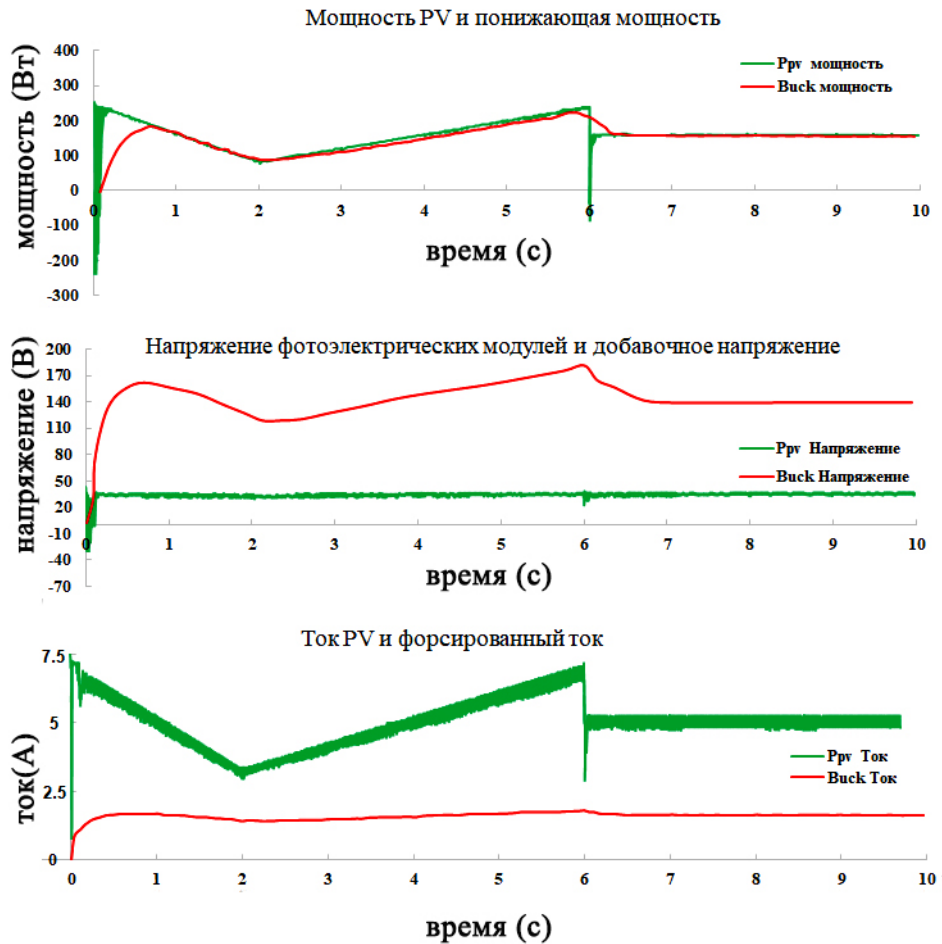 Мощность PV и понижающая мощность
мощность (Вт)
400
300
200
100
0
-100
-200
-300
0 1 2 3 4 5 6 7 8 9 10
Ppv мощность
Buck мощность
время (с)
Напряжение фотоэлектрических модулей и добавочное напряжение
напряжение (В)
200
170
140
110
80
50
20
-10
-40
-70
0 1 2 3 4 5 6 7 8 9 10
Ppv Напряжение
Buck Напряжение
время (с)
Ток PV и форсированный ток
ток(А)
7.5
5
2.5
0
0 1 2 3 4 5 6 7 8 9 10
Ppv Ток
Buck Ток
время (с)